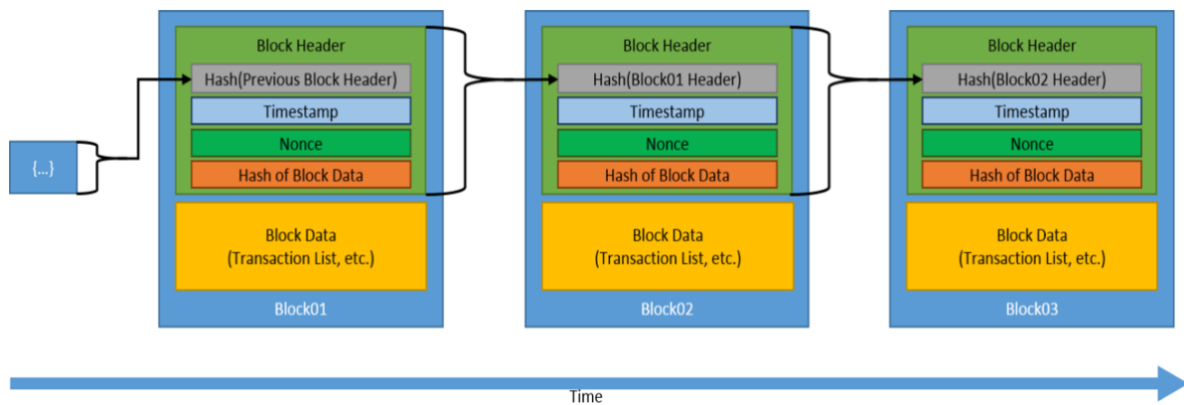 {...}
Block Header
Hash(Previous Block Header)
Timestamp
Nonce
Hash of Block Data
Block Data
(Transaction List, etc.)
Block01
Block Header
Hash(Block01 Header)
Timestamp
Nonce
Hash of Block Data
Block Data
(Transaction List, etc.)
Block02
Block Header
Hash(Block02 Header)
Timestamp
Nonce
Hash of Block Data
Block Data
(Transaction List, etc.)
Block03
Time